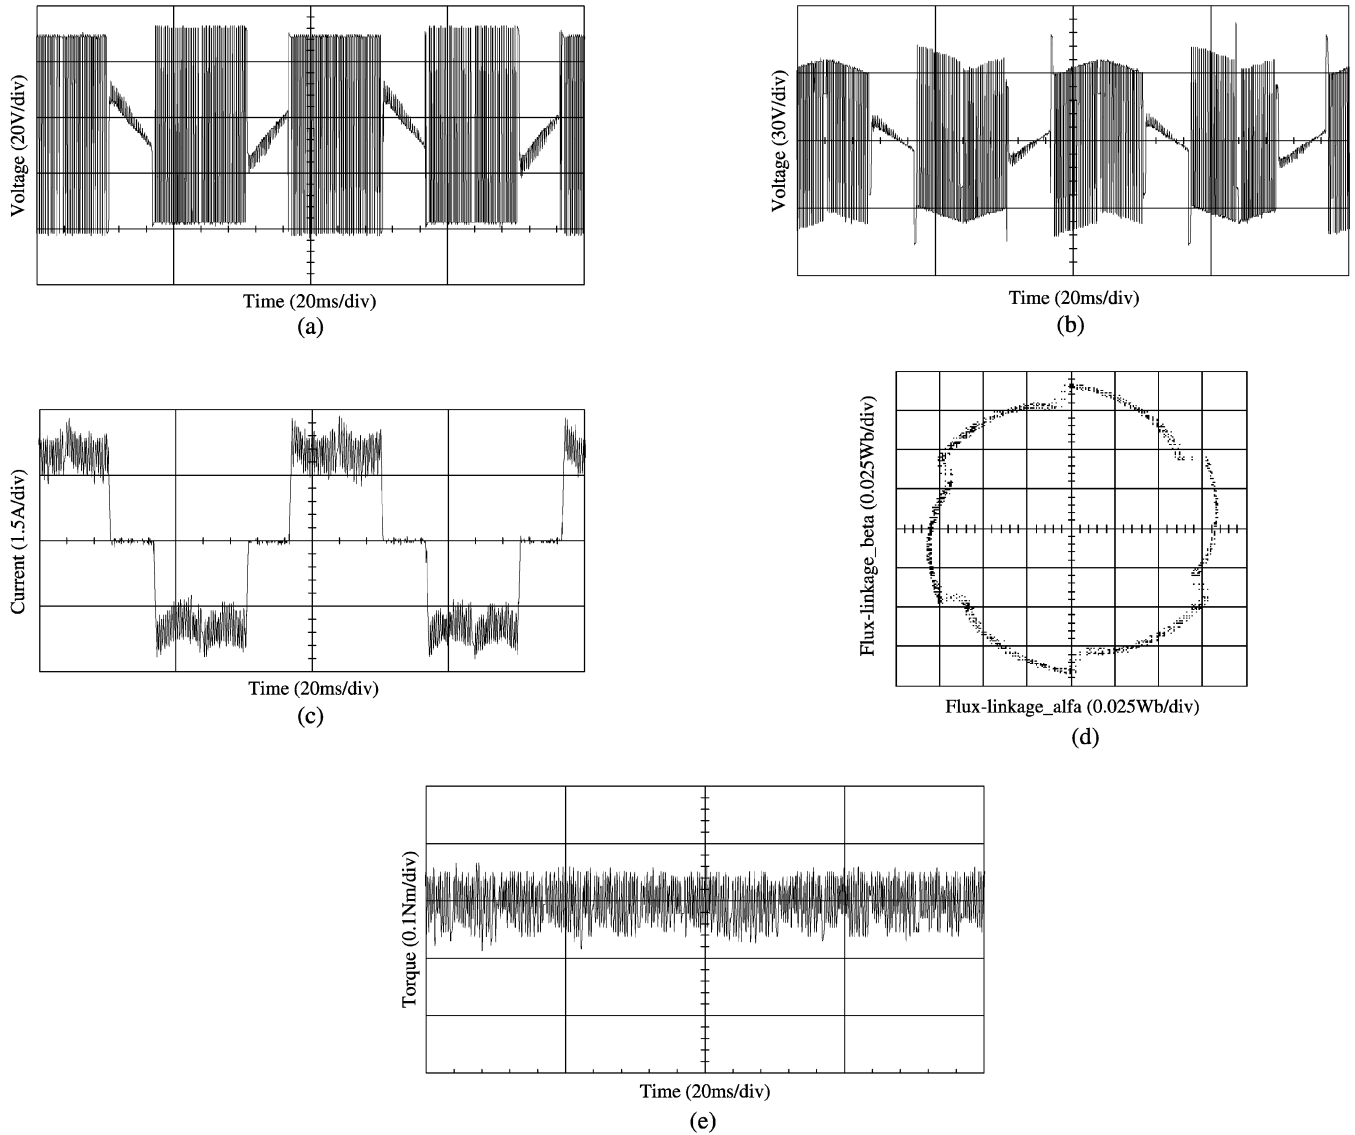 Voltage (20V/div)
Time (20ms/div)
(a)
Voltage (30V/div)
Time (20ms/div)
(b)
Current (1.5A/div)
Time (20ms/div)
(c)
Flux-linkage_beta (0.025Wb/div)
Flux-linkage_alfa (0.025Wb/div)
(d)
Torque (0.1Nm/div)
Time (20ms/div)
(e)